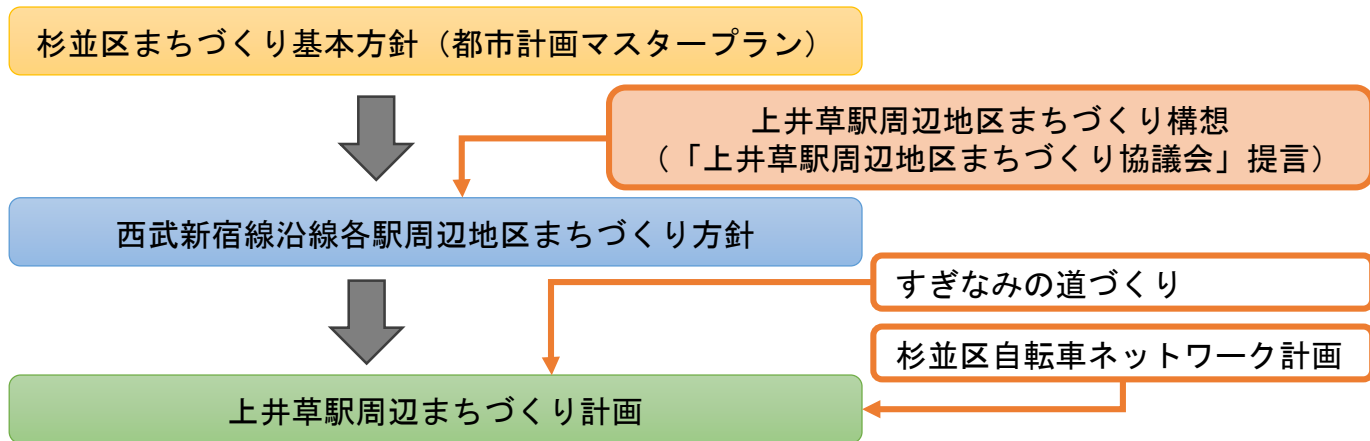 杉並区まちづくり基本方針（都市計画マスタープラン）
上井草駅周辺地区まちづくり構想
（「上井草駅周辺地区まちづくり協議会」提言）
西武新宿線沿線各駅周辺地区まちづくり方針
すぎなみの道づくり
杉並区自転車ネットワーク計画
上井草駅周辺まちづくり計画